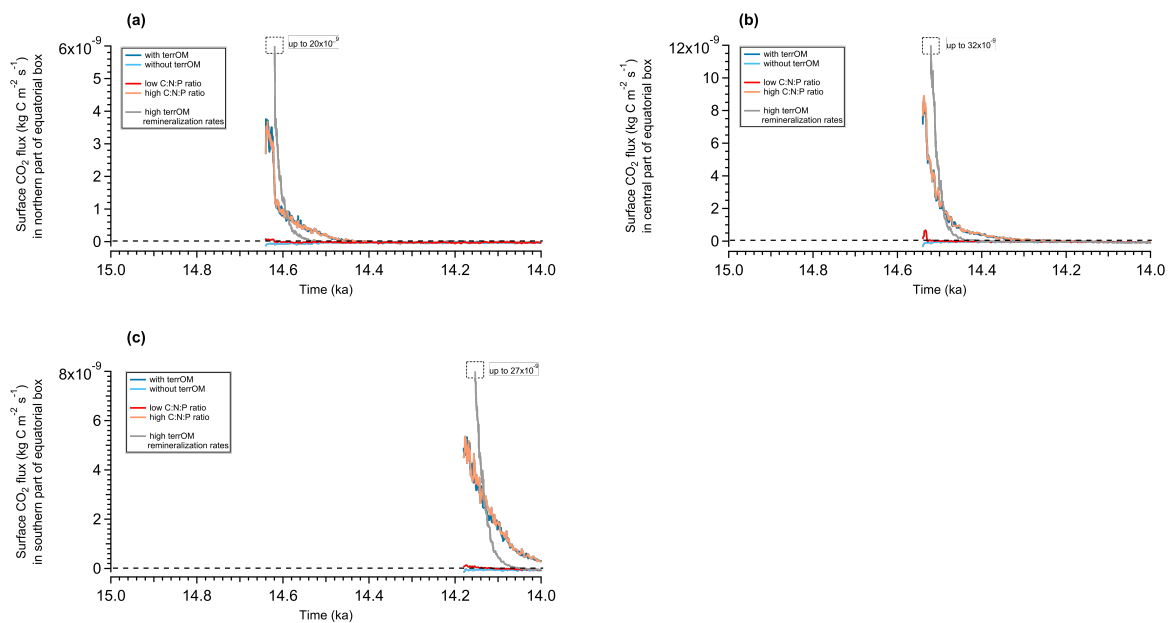 (a)
Surface CO2 flux (kg C m-2 s-1)
in northern part of equatorial box
6x10-9
5
4
3
2
1
0
with terrOM
without terrOM
low C:N:P ratio
high C:N:P ratio
high terrOM
remineralization rates
up to 20x10-9
15.0 14.8 14.6 14.4 14.2 14.0
Time (ka)
(b)
Surface CO2 flux (kg C m-2 s-1)
in central part of equatorial box
12x10-9
10
8
6
4
2
0
with terrOM
without terrOM
low C:N:P ratio
high C:N:P ratio
high terrOM
remineralization rates
up to 32x10-9
15.0 14.8 14.6 14.4 14.2 14.0
Time (ka)
(c)
Surface CO2 flux (kg C m-2 s-1)
in southern part of equatorial box
8x10-9
6
4
2
0
with terrOM
without terrOM
low C:N:P ratio
high C:N:P ratio
high terrOM
remineralization rates
up to 27x10-9
15.0 14.8 14.6 14.4 14.2 14.0
Time (ka)